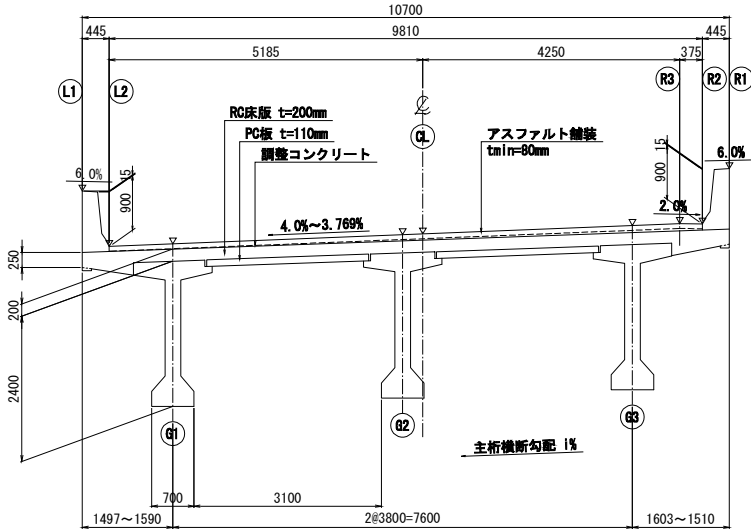 10700
445
9810
445
5185
4250
375
L1
L2
R3
R2
R1
RC床版 t=200mm
PC板 t=110mm
調整コンクリート
CL
アスファルト舗装
tmin=80mm
6.0%
15
900
15
900
6.0%
2.0%
4.0%～3.769%
250
200
2400
G1
G2
G3
主桁横断勾配 i%
700
3100
1497～1590
2@3800=7600
1603～1510